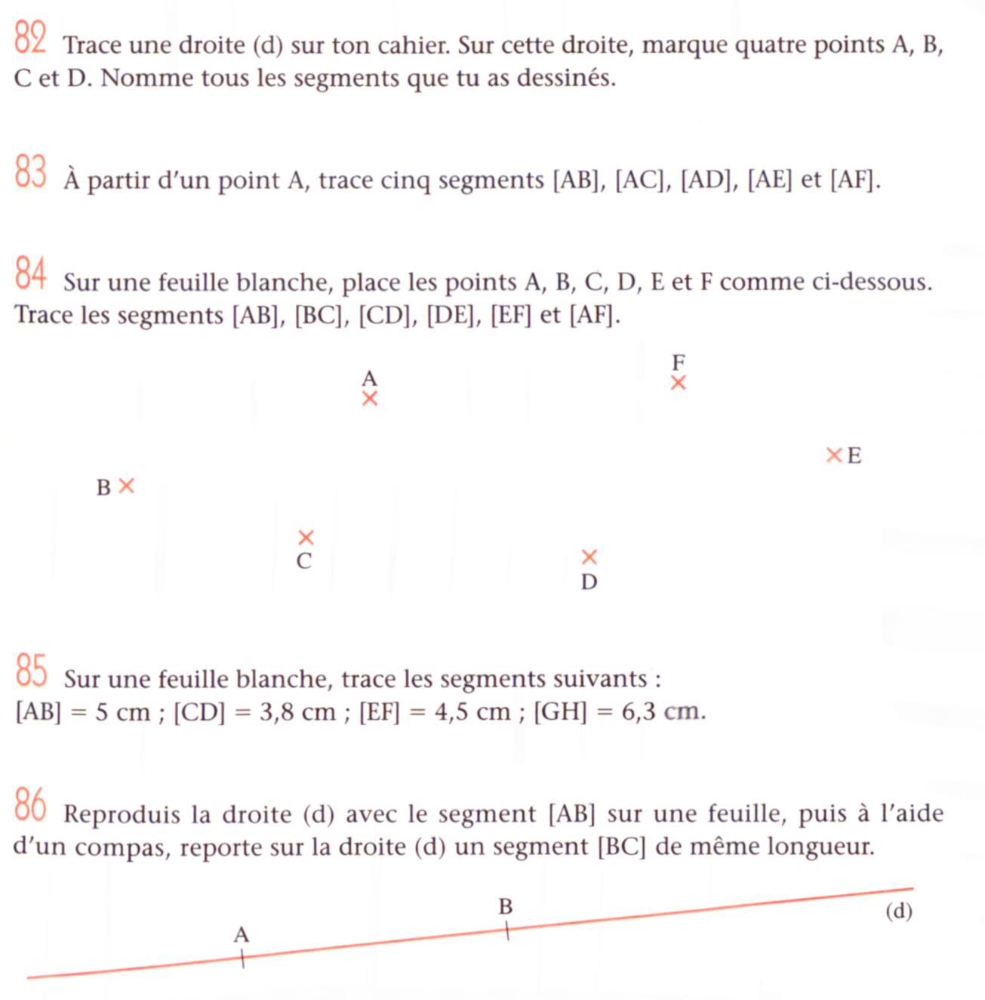 82 Trace une droite (d) sur ton cahier. Sur cette droite, marque quatre points A, B,
C et D. Nomme tous les segments que tu as dessinés.
83 À partir d’un point A, trace cinq segments [AB], [AC], [AD], [AE] et [AF].
84 Sur une feuille blanche, place les points A, B, C, D, E et F comme ci-dessous.
Trace les segments [AB], [BC], [CD], [DE], [EF] et [AF].
F
A
E
B
C
D
85 Sur une feuille blanche, trace les segments suivants :
[AB] = 5 cm ; [CD] = 3,8 cm ; [EF] = 4,5 cm ; [GH] = 6,3 cm.
86 Reproduis la droite (d) avec le segment [AB] sur une feuille, puis à l’aide
d’un compas, reporte sur la droite (d) un segment [BC] de même longueur.
B
(d)
A